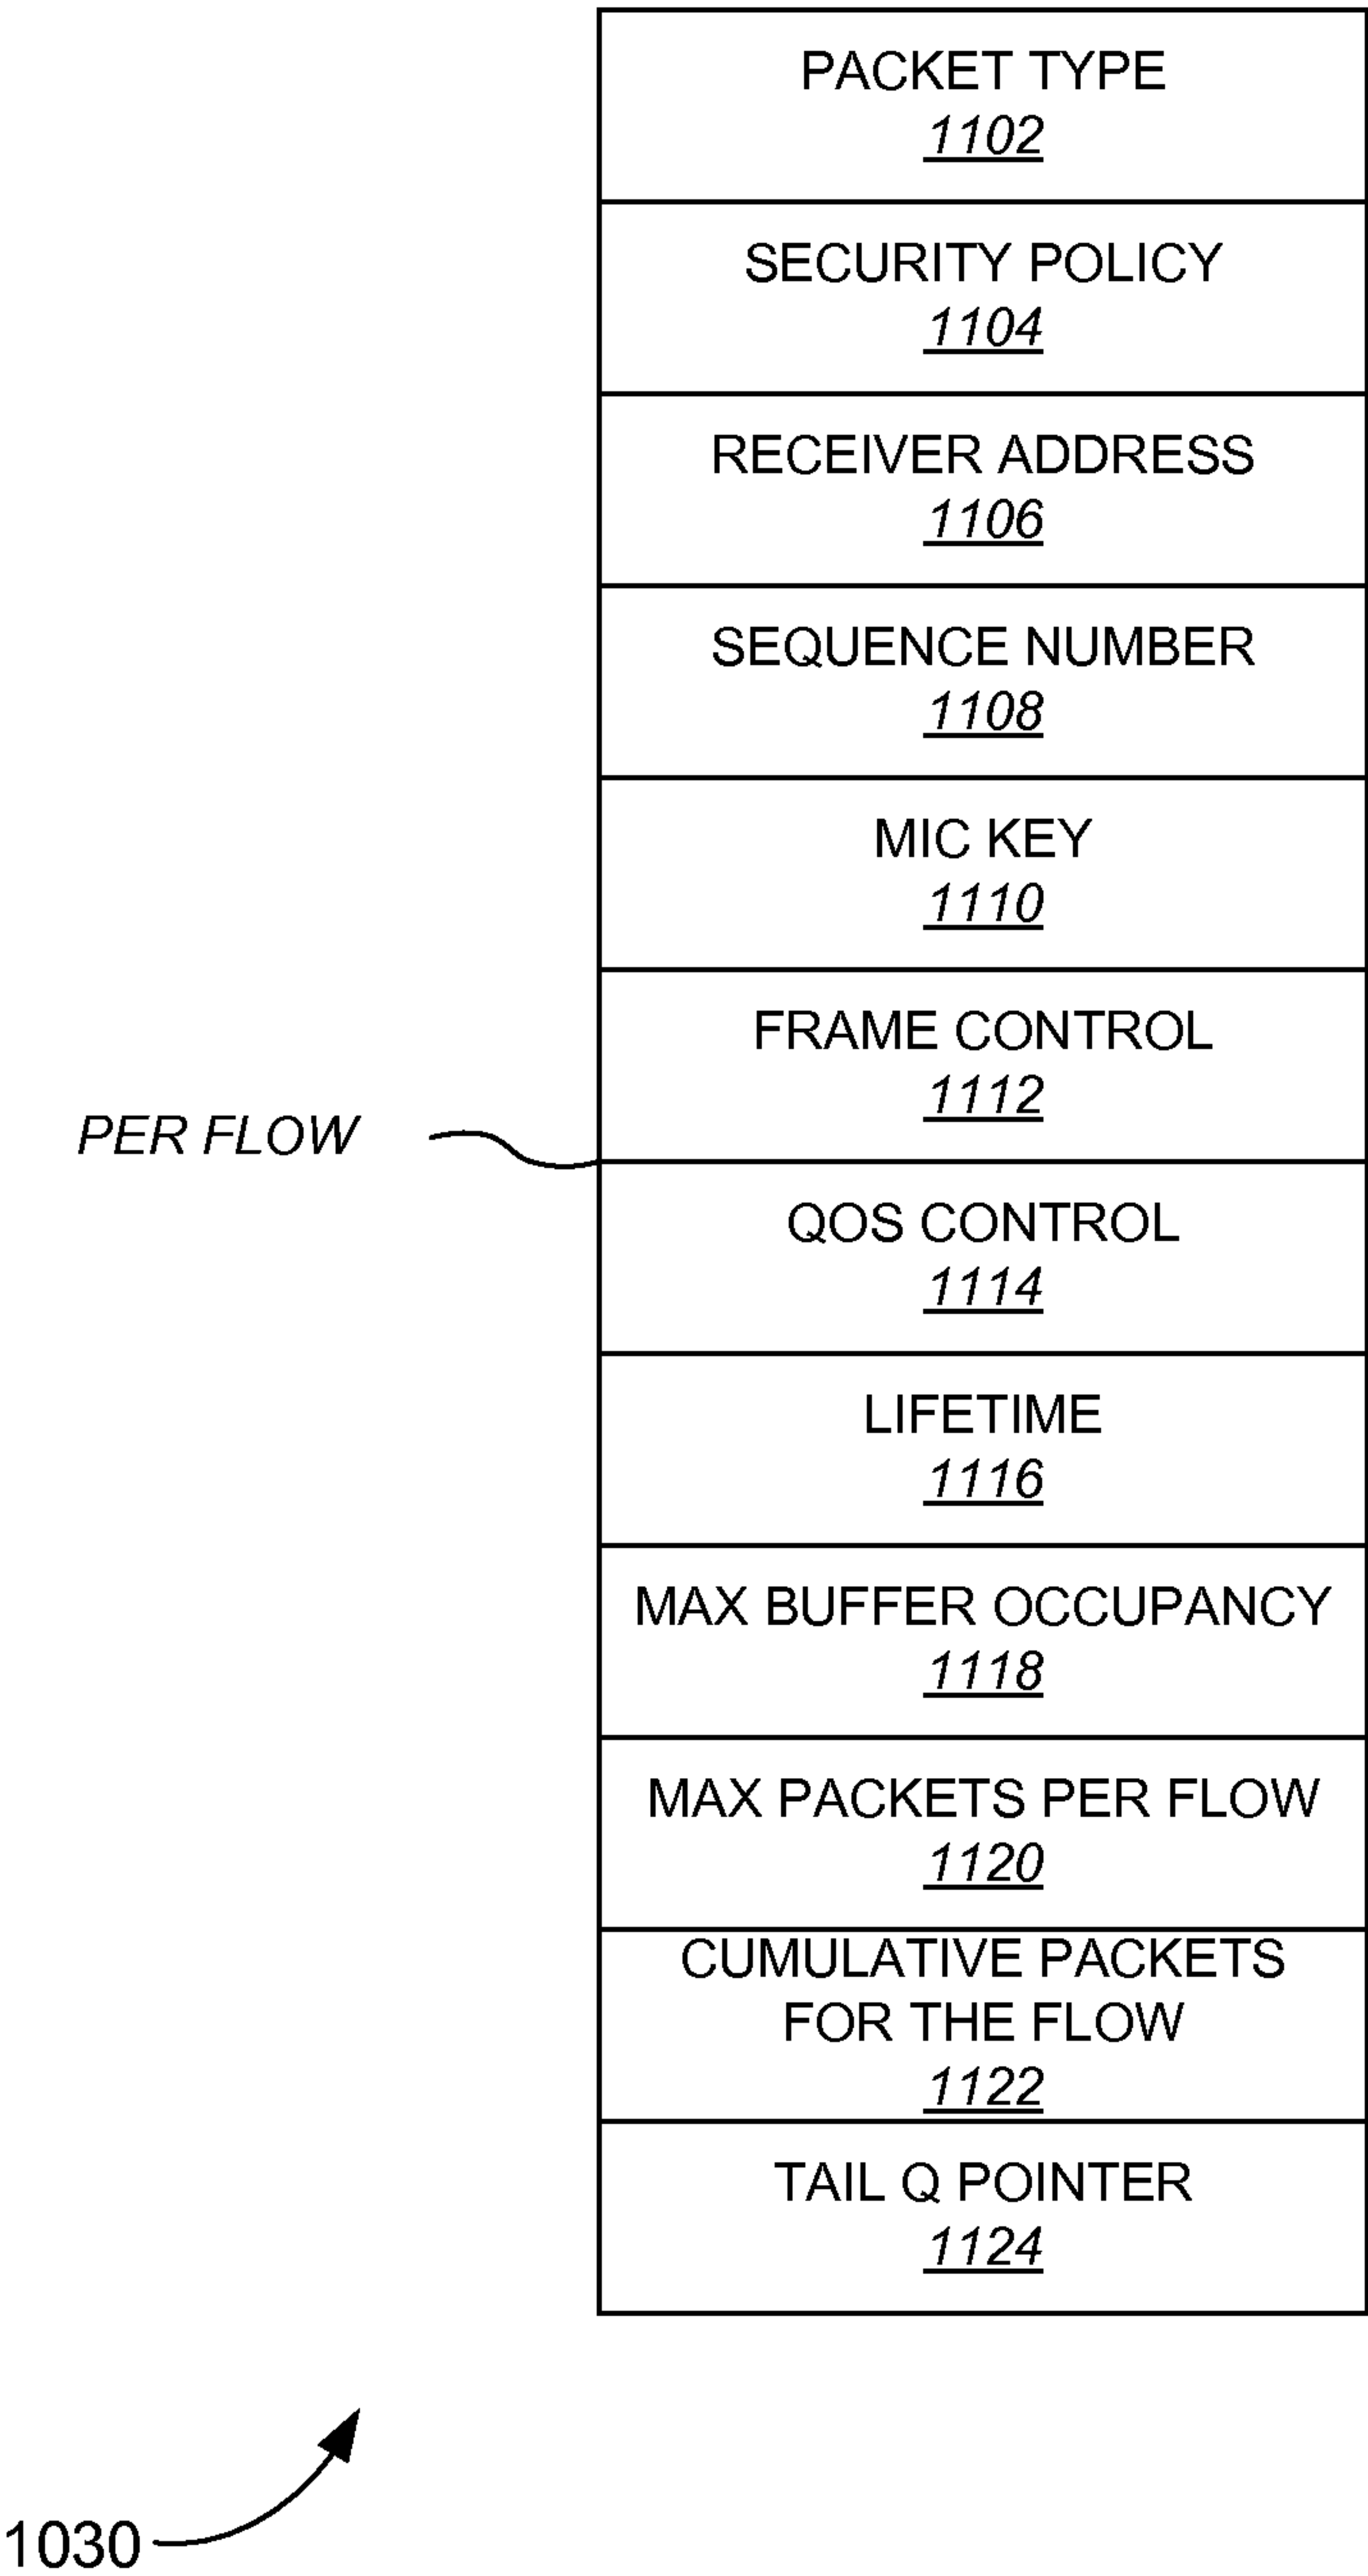 PACKET TYPE
1102
SECURITY POLICY
1104
RECEIVER ADDRESS
1106
SEQUENCE NUMBER
1108
MIC KEY
1110
FRAME CONTROL
1112
PER FLOW
QOS CONTROL
1114
LIFETIME
1116
MAX BUFFER OCCUPANCY
1118
MAX PACKETS PER FLOW
1120
CUMULATIVE PACKETS
FOR THE FLOW
1122
TAIL Q POINTER
1124
1030